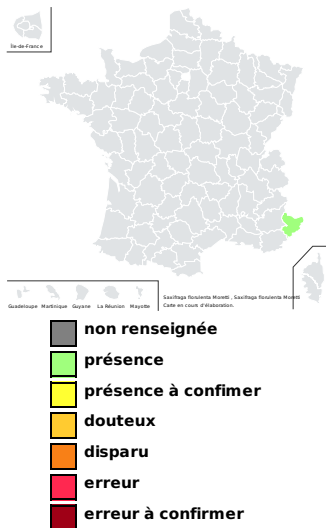 Île-de-France
Saxifraga florulenta Moretti , Saxifraga florulenta Moretti
Carte en cours d'élaboration.
Guadeloupe Martinique Guyane La Réunion Mayotte
non renseignée
présence
présence à confimer
douteux
disparu
erreur
erreur à confirmer